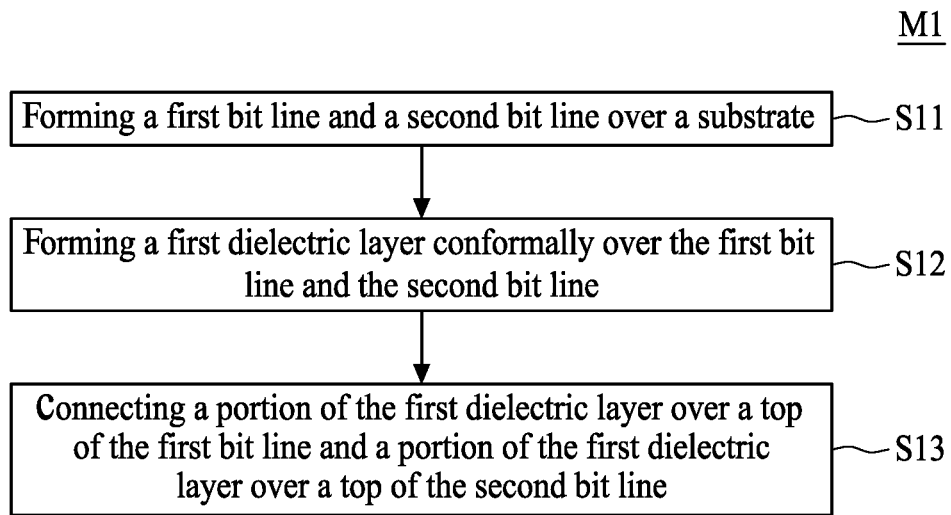 M1
Forming a first bit line and a second bit line over a substrate
S11
Forming a first dielectric layer conformally over the first bit
line and the second bit line
S12
Connecting a portion of the first dielectric layer over a top
of the first bit line and a portion of the first dielectric
layer over a top of the second bit line
S13